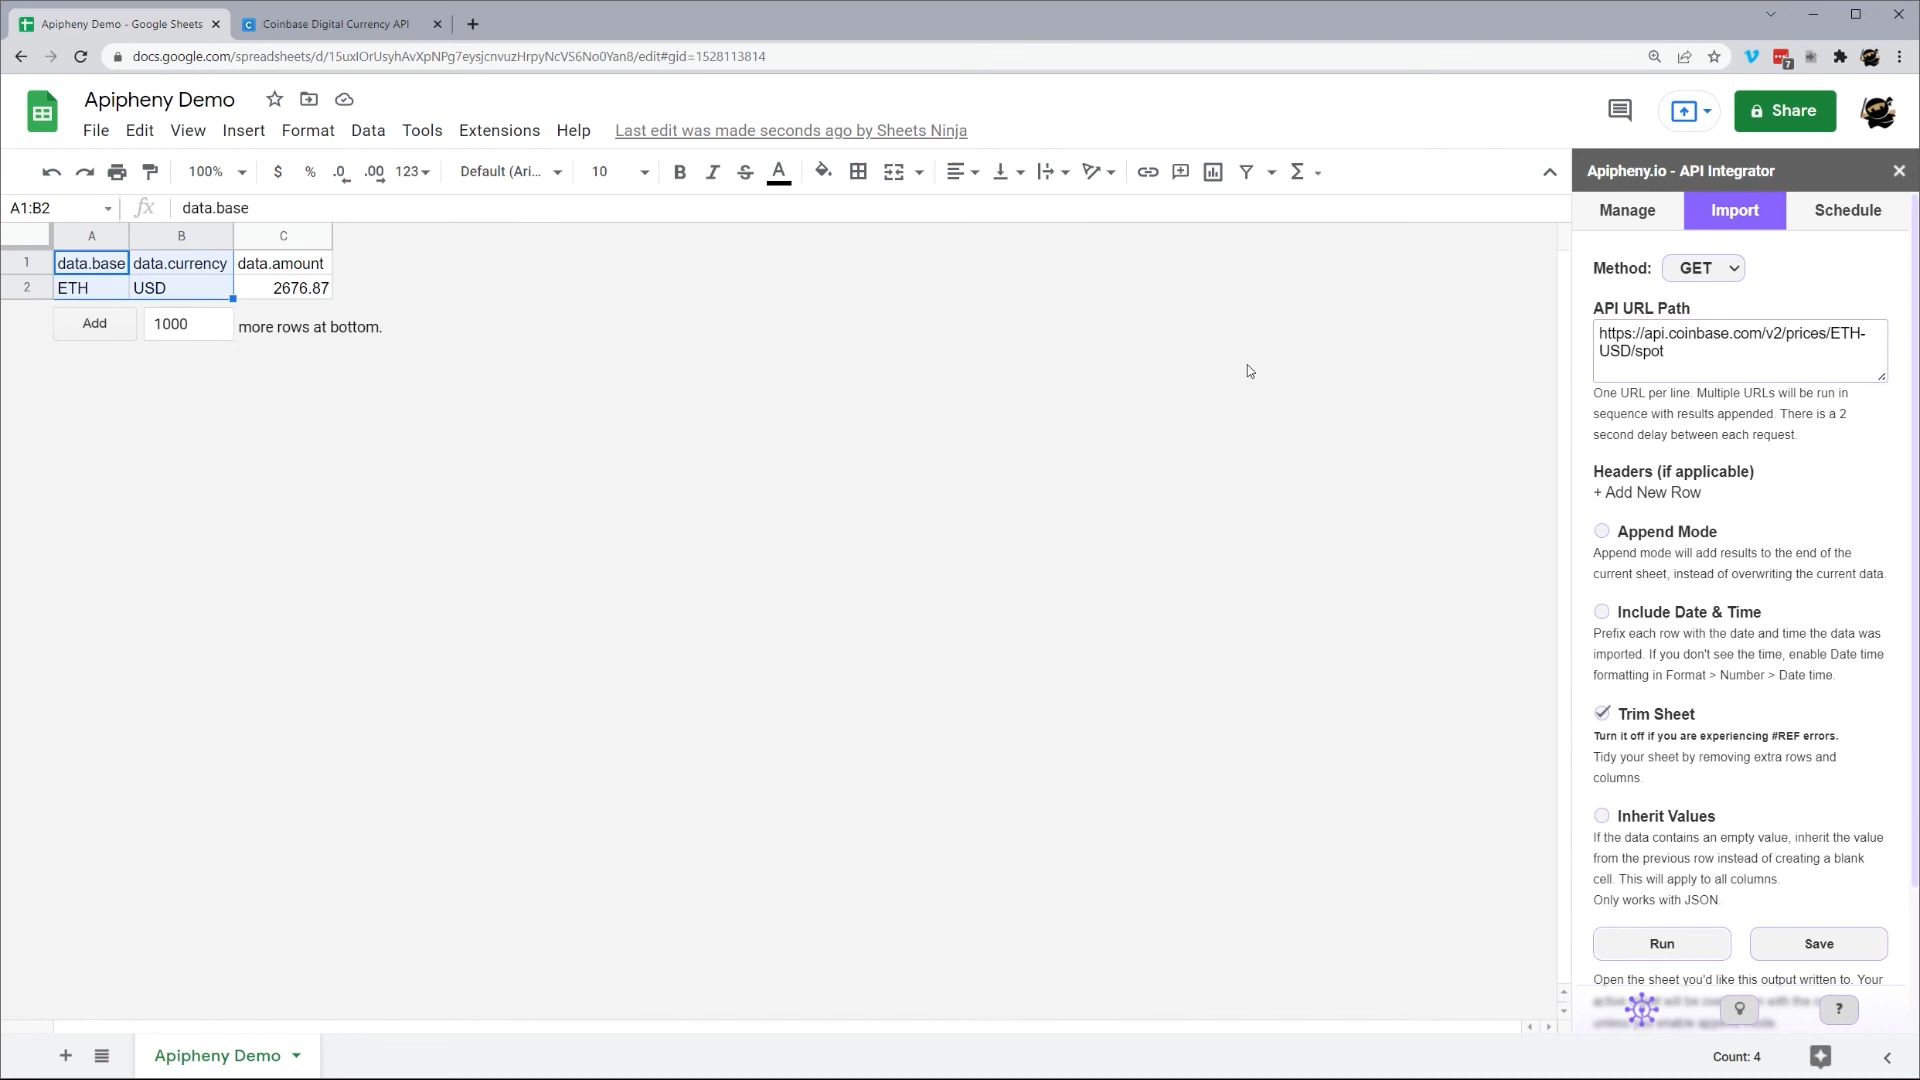 Apipheny Demo - Google Sheets
Coinbase Digital Currency API
docs.google.com/spreadsheets/d/15uxIOrUsyhAvXpNPg7eysjcnvuzHrpyNcVS6No0Yan8/edit#gid=1528113814
7
Apipheny Demo
File Edit View Insert Format Data Tools Extensions Help Last edit was made seconds ago by Sheets Ninja
Share
100% $ % .0 .00 123 Default (Ari... 10 B I S A Σ
A1:B2 fx data.base
A B C
1 data.base data.currency data.amount
2 ETH USD 2676.87
Add 1000 more rows at bottom.
Apipheny.io - API Integrator
Manage Import Schedule
Method: GET
API URL Path
https://api.coinbase.com/v2/prices/ETH-
USD/spot
One URL per line. Multiple URLs will be run in
sequence with results appended. There is a 2
second delay between each request.
Headers (if applicable)
+ Add New Row
Append Mode
Append mode will add results to the end of the
current sheet, instead of overwriting the current data.
Include Date & Time
Prefix each row with the date and time the data was
imported. If you don't see the time, enable Date time
formatting in Format > Number > Date time.
Trim Sheet
Turn it off if you are experiencing #REF errors.
Tidy your sheet by removing extra rows and
columns.
Inherit Values
If the data contains an empty value, inherit the value
from the previous row instead of creating a blank
cell. This will apply to all columns.
Only works with JSON.
Run Save
Open the sheet you'd like this output written to. Your
?
Apipheny Demo
Count: 4